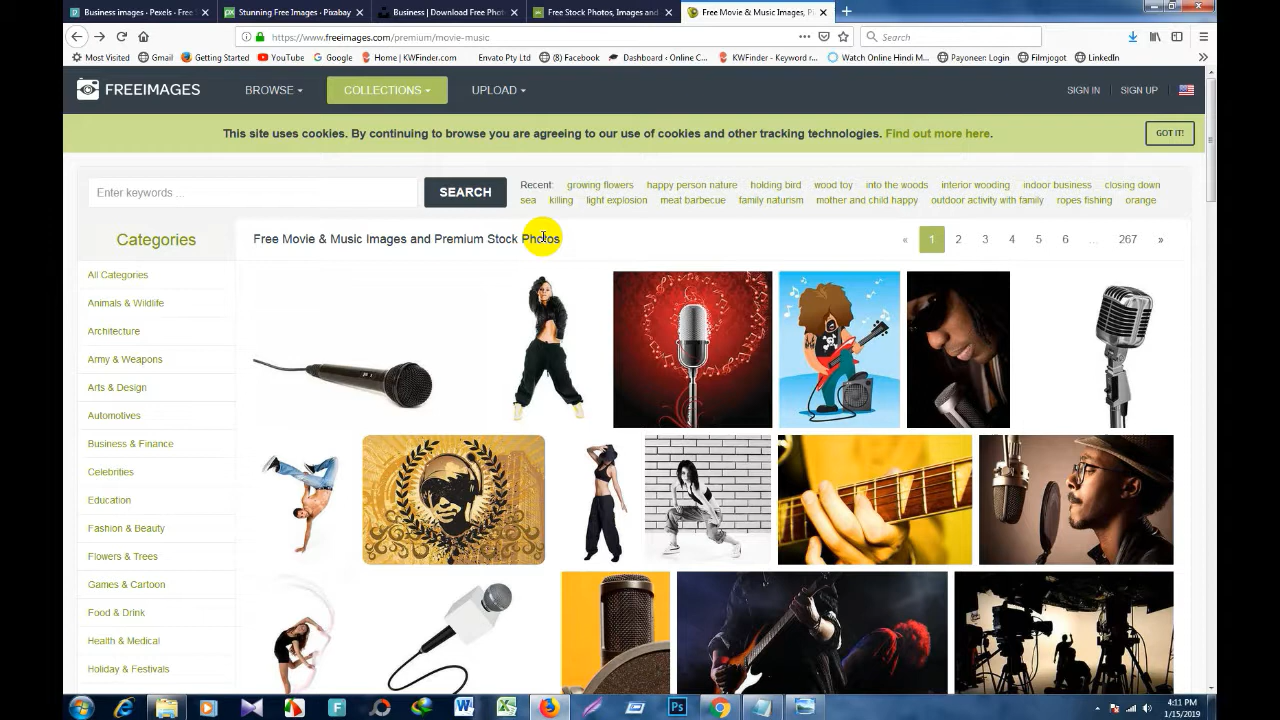 Business images · Pexels · Free
Stunning Free Images · Pixabay
Business | Download Free Phot
Free Stock Photos, Images and
Free Movie & Music Images, P
https://www.freeimages.com/premium/movie-music
Search
Most Visited Gmail Getting Started YouTube Google Home | KWFinder.com Envato Pty Ltd (8) Facebook Dashboard ‹ Online C... KWFinder - Keyword r... Watch Online Hindi M... Payoneer: Login Filmjogot LinkedIn
FREEIMAGES BROWSE COLLECTIONS UPLOAD SIGN IN SIGN UP
This site uses cookies. By continuing to browse you are agreeing to our use of cookies and other tracking technologies. Find out more here. GOT IT!
Enter keywords ... SEARCH
Recent: growing flowers happy person nature holding bird wood toy into the woods interior wooding indoor business closing down
sea killing light explosion meat barbecue family naturism mother and child happy outdoor activity with family ropes fishing orange
Categories
Free Movie & Music Images and Premium Stock Photos
« 1 2 3 4 5 6 ... 267 »
All Categories
Animals & Wildlife
Architecture
Army & Weapons
Arts & Design
Automotives
Business & Finance
Celebrities
Education
Fashion & Beauty
Flowers & Trees
Games & Cartoon
Food & Drink
Health & Medical
Holiday & Festivals
4:11 PM
1/15/2019